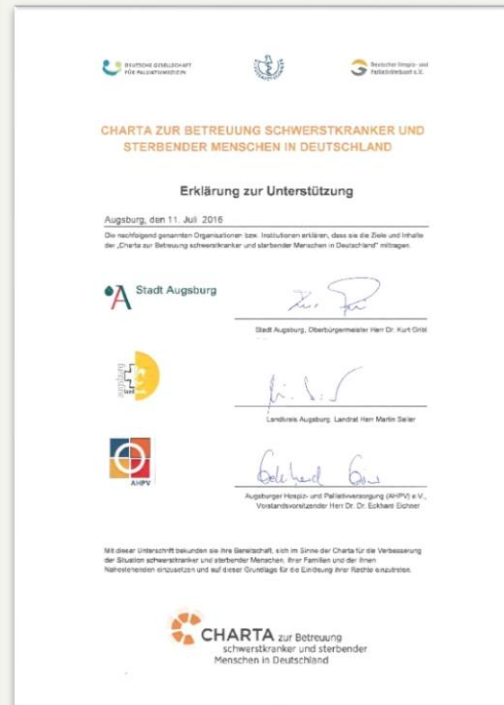 DEUTSCHE GESELLSCHAFT
FÜR PALLIATIVMEDIZIN
Deutscher Hospiz- und
PalliativVerband e.V.
CHARTA ZUR BETREUUNG SCHWERSTKRANKER UND
STERBENDER MENSCHEN IN DEUTSCHLAND
Erklärung zur Unterstützung
Augsburg, den 11. Juli 2016
Die nachfolgend genannten Organisationen bzw. Institutionen erklären, dass sie die Ziele und Inhalte
der „Charta zur Betreuung schwerstkranker und sterbender Menschen in Deutschland“ mittragen.
Stadt Augsburg
Stadt Augsburg, Oberbürgermeister Herr Dr. Kurt Gribl
Landkreis Augsburg, Landrat Herr Martin Sailer
AHPV
Augsburger Hospiz- und Palliativversorgung (AHPV) e.V.,
Vorstandsvorsitzender Herr Dr. Dr. Eckhard Eichner
Mit dieser Unterschrift bekunden sie ihre Bereitschaft, sich im Sinne der Charta für die Verbesserung
der Situation schwerstkranker und sterbender Menschen, ihrer Familien und der ihnen
Nahestehenden einzusetzen und auf dieser Grundlage für die Einlösung ihrer Rechte einzutreten.
CHARTA zur Betreuung
schwerstkranker und sterbender
Menschen in Deutschland